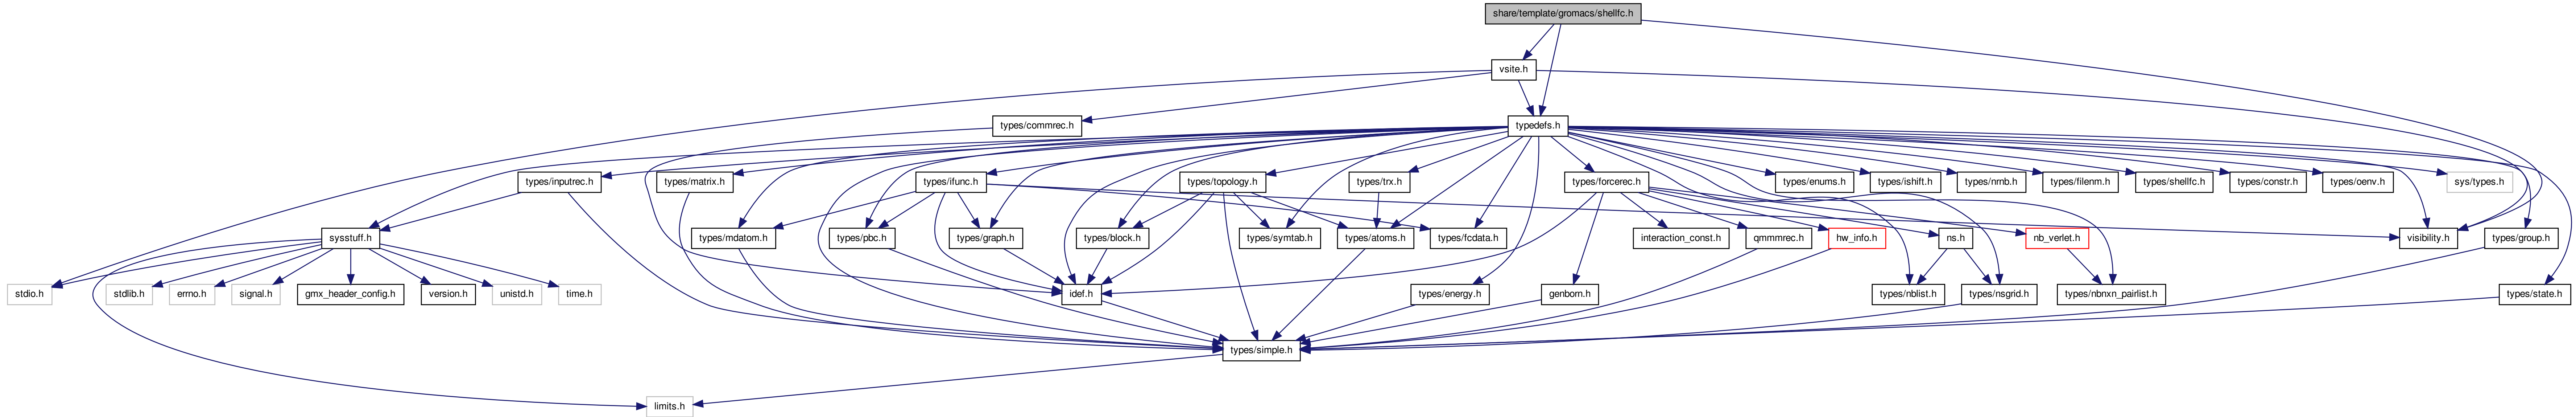 share/template/gromacs/shellfc.h
vsite.h
types/commrec.h
typedefs.h
types/inputrec.h
types/matrix.h
types/ifunc.h
types/topology.h
types/trx.h
types/forcerec.h
types/enums.h
types/ishift.h
types/nrnb.h
types/filenm.h
types/shellfc.h
types/constr.h
types/oenv.h
sys/types.h
sysstuff.h
types/mdatom.h
types/pbc.h
types/graph.h
types/block.h
types/symtab.h
types/atoms.h
types/fcdata.h
interaction_const.h
qmmmrec.h
hw_info.h
ns.h
nb_verlet.h
visibility.h
types/group.h
stdio.h
stdlib.h
errno.h
signal.h
gmx_header_config.h
version.h
unistd.h
time.h
idef.h
types/energy.h
genborn.h
types/nblist.h
types/nsgrid.h
types/nbnxn_pairlist.h
types/state.h
types/simple.h
limits.h